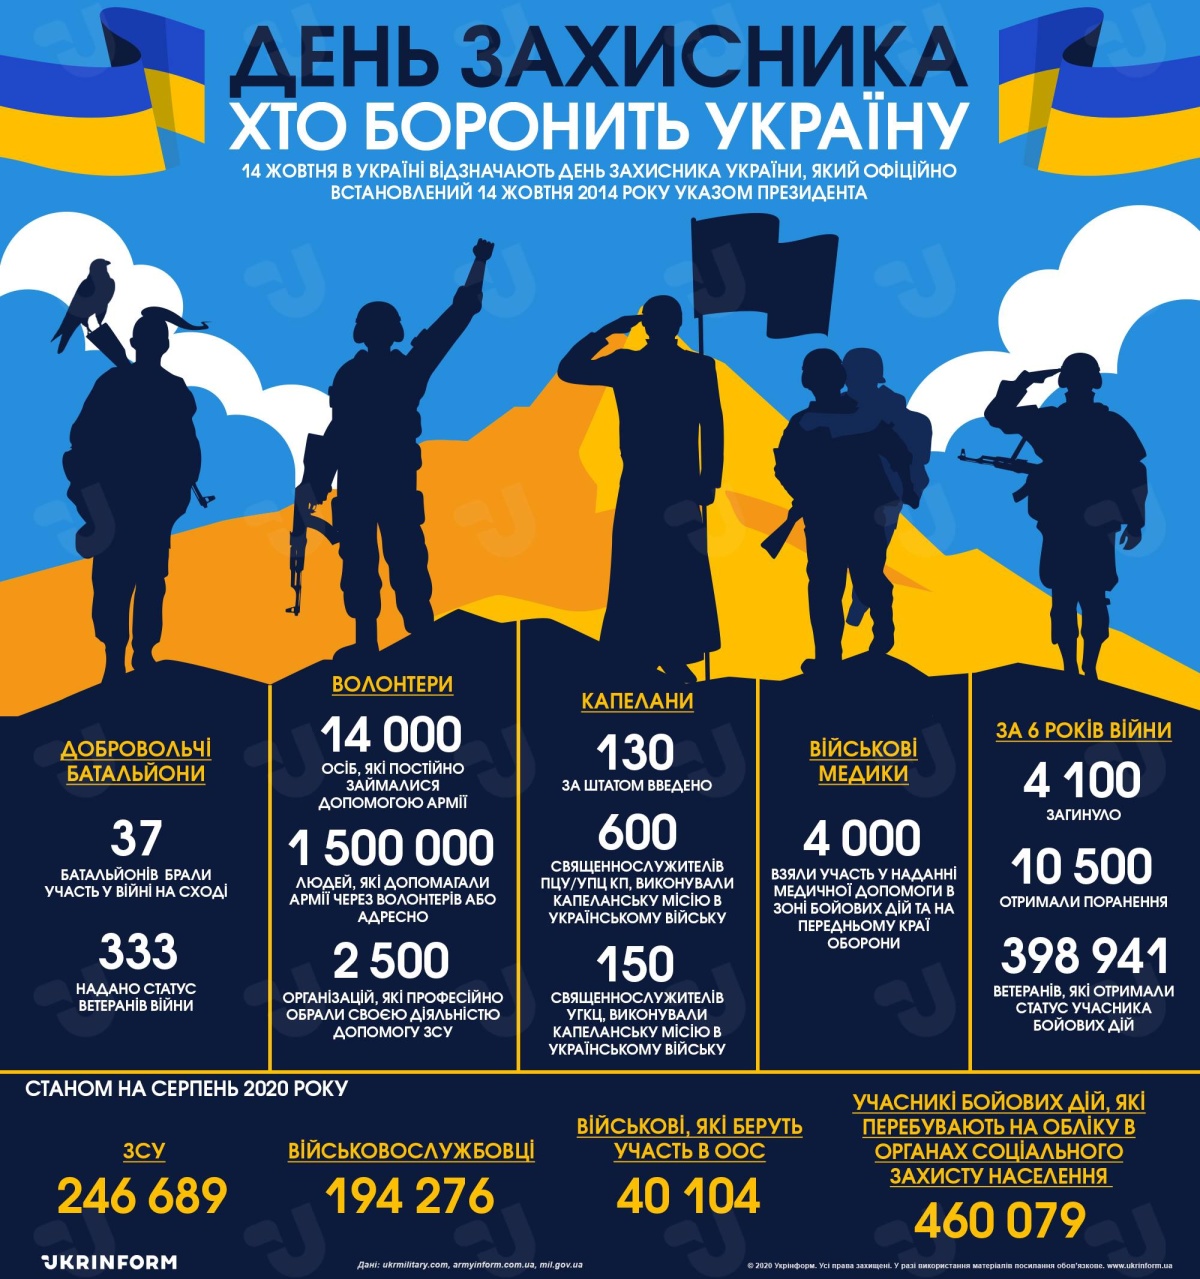 ДЕНЬ ЗАХИСНИКА
ХТО БОРОНИТЬ УКРАЇНУ
14 ЖОВТНЯ В УКРАЇНІ ВІДЗНАЧАЮТЬ ДЕНЬ ЗАХИСНИКА УКРАЇНИ, ЯКИЙ ОФІЦІЙНО
ВСТАНОВЛЕНИЙ 14 ЖОВТНЯ 2014 РОКУ УКАЗОМ ПРЕЗИДЕНТА
ДОБРОВОЛЬЧІ
БАТАЛЬЙОНИ
37
БАТАЛЬЙОНІВ БРАЛИ
УЧАСТЬ У ВІЙНІ НА СХОДІ
333
НАДАНО СТАТУС
ВЕТЕРАНІВ ВІЙНИ
ВОЛОНТЕРИ
14 000
ОСІБ, ЯКІ ПОСТІЙНО
ЗАЙМАЛИСЯ
ДОПОМОГОЮ АРМІЇ
1 500 000
ЛЮДЕЙ, ЯКІ ДОПОМАГАЛИ
АРМІЇ ЧЕРЕЗ ВОЛОНТЕРІВ АБО
АДРЕСНО
2 500
ОРГАНІЗАЦІЙ, ЯКІ ПРОФЕСІЙНО
ОБРАЛИ СВОЄЮ ДІЯЛЬНІСТЮ
ДОПОМОГУ ЗСУ
КАПЕЛАНИ
130
ЗА ШТАТОМ ВВЕДЕНО
600
СВЯЩЕННОСЛУЖИТЕЛІВ
ПЦУ/УПЦ КП, ВИКОНУВАЛИ
КАПЕЛАНСЬКУ МІСІЮ В
УКРАЇНСЬКОМУ ВІЙСЬКУ
150
СВЯЩЕННОСЛУЖИТЕЛІВ
УГКЦ, ВИКОНУВАЛИ
КАПЕЛАНСЬКУ МІСІЮ В
УКРАЇНСЬКОМУ ВІЙСЬКУ
ВІЙСЬКОВІ
МЕДИКИ
4 000
ВЗЯЛИ УЧАСТЬ У НАДАННІ
МЕДИЧНОЇ ДОПОМОГИ В
ЗОНІ БОЙОВИХ ДІЙ ТА НА
ПЕРЕДНЬОМУ КРАЇ
ОБОРОНИ
ЗА 6 РОКІВ ВІЙНИ
4 100
ЗАГИНУЛО
10 500
ОТРИМАЛИ ПОРАНЕННЯ
398 941
ВЕТЕРАНІВ, ЯКІ ОТРИМАЛИ
СТАТУС УЧАСНИКА
БОЙОВИХ ДІЙ
СТАНОМ НА СЕРПЕНЬ 2020 РОКУ
ЗСУ
246 689
ВІЙСЬКОВОСЛУЖБОВЦІ
194 276
ВІЙСЬКОВІ, ЯКІ БЕРУТЬ
УЧАСТЬ В ООС
40 104
УЧАСНИКІ БОЙОВИХ ДІЙ, ЯКІ
ПЕРЕБУВАЮТЬ НА ОБЛІКУ В
ОРГАНАХ СОЦІАЛЬНОГО
ЗАХИСТУ НАСЕЛЕННЯ
460 079
UKRINFORM
Дані: ukrmilitary.com, armyinform.com.ua, mil.gov.ua
© 2020 Укрінформ. Усі права захищені. У разі використання матеріалів посилання обов'язкове. www.ukrinform.ua